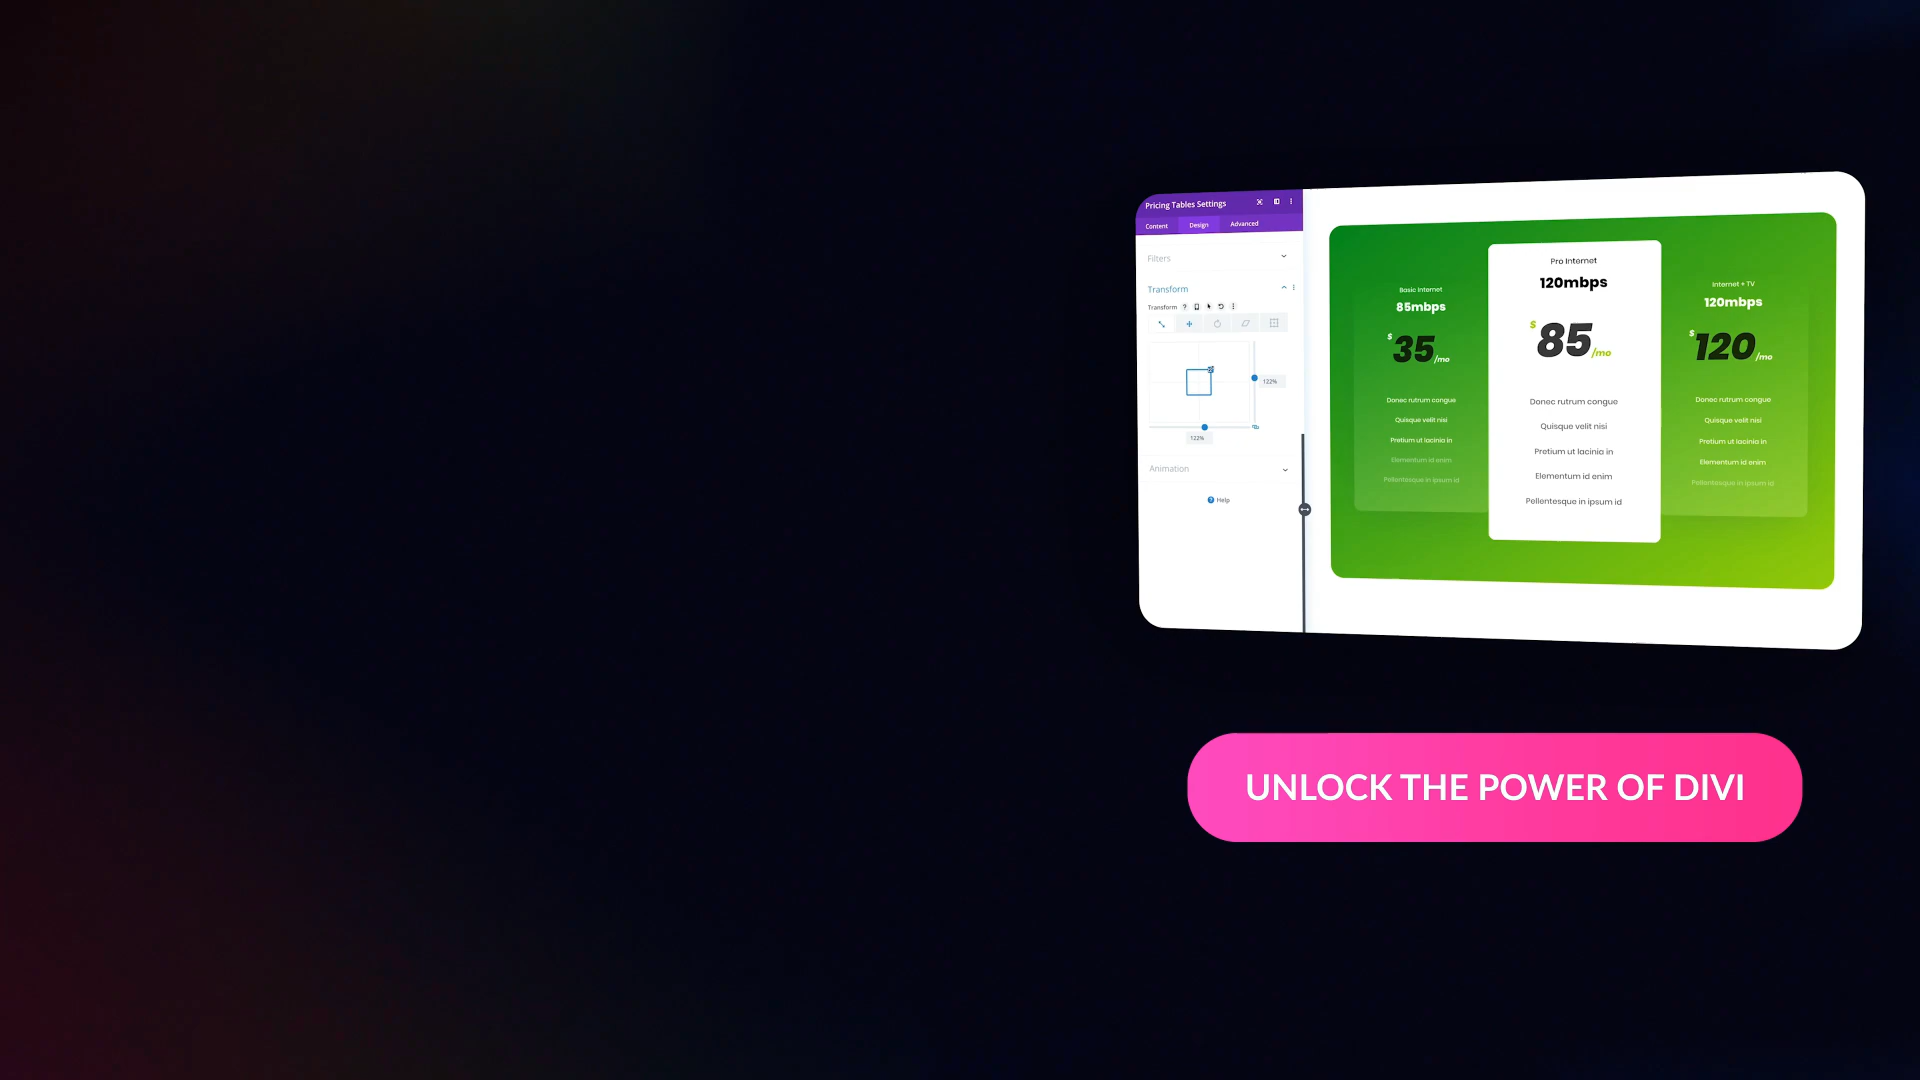 Pricing Tables Settings
Content Design Advanced
Filters
Transform
Transform
122%
122%
Animation
Help
Basic Internet
85mbps
$35/mo
Donec rutrum congue
Quisque velit nisi
Pretium ut lacinia in
Elementum id enim
Pellentesque in ipsum id
Pro Internet
120mbps
$85/mo
Donec rutrum congue
Quisque velit nisi
Pretium ut lacinia in
Elementum id enim
Pellentesque in ipsum id
Internet + TV
120mbps
$120/mo
Donec rutrum congue
Quisque velit nisi
Pretium ut lacinia in
Elementum id enim
Pellentesque in ipsum id
UNLOCK THE POWER OF DIVI